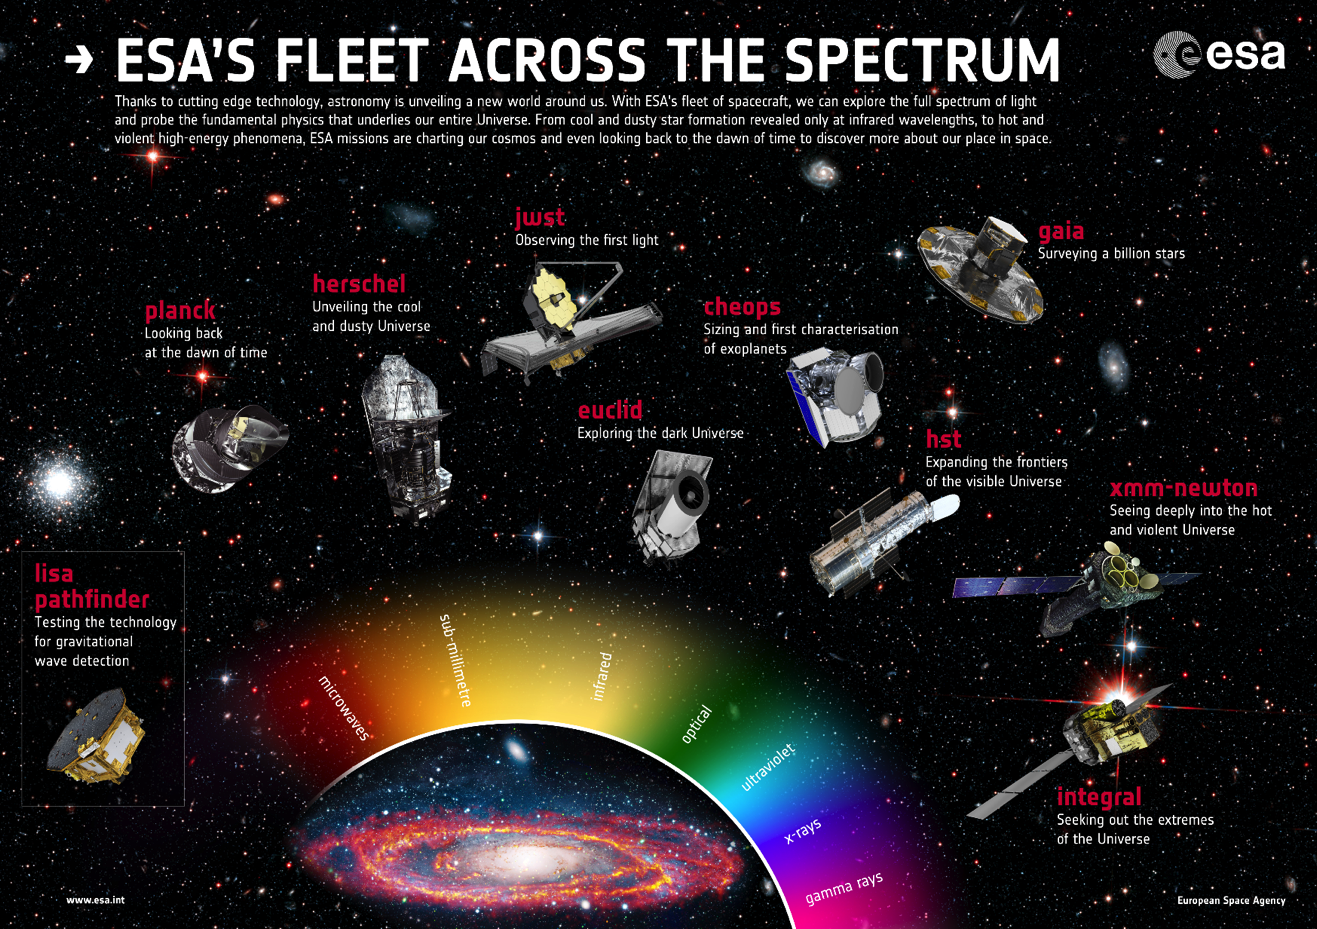 → ESA'S FLEET ACROSS THE SPECTRUM
esa
Thanks to cutting edge technology, astronomy is unveiling a new world around us. With ESA's fleet of spacecraft, we can explore the full spectrum of light
and probe the fundamental physics that underlies our entire Universe. From cool and dusty star formation revealed only at infrared wavelengths, to hot and
violent high-energy phenomena, ESA missions are charting our cosmos and even looking back to the dawn of time to discover more about our place in space.
jwst
Observing the first light
gaia
Surveying a billion stars
herschel
Unveiling the cool
and dusty Universe
planck
Looking back
at the dawn of time
cheops
Sizing and first characterisation
of exoplanets
euclid
Exploring the dark Universe
hst
Expanding the frontiers
of the visible Universe
xmm-newton
Seeing deeply into the hot
and violent Universe
lisa
pathfinder
Testing the technology
for gravitational
wave detection
microwaves
sub-millimetre
infrared
optical
ultraviolet
x-rays
gamma rays
integral
Seeking out the extremes
of the Universe
www.esa.int
European Space Agency